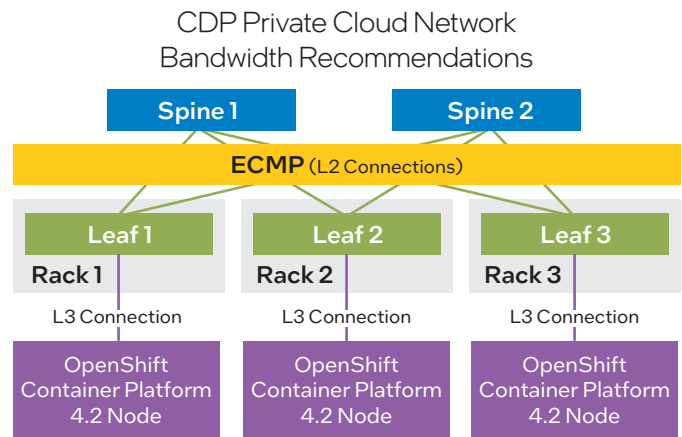 CDP Private Cloud Network
Bandwidth Recommendations
Spine 1
Spine 2
ECMP (L2 Connections)
Leaf 1
Leaf 2
Leaf 3
Rack 1
Rack 2
Rack 3
L3 Connection
L3 Connection
L3 Connection
OpenShift
Container Platform
4.2 Node
OpenShift
Container Platform
4.2 Node
OpenShift
Container Platform
4.2 Node